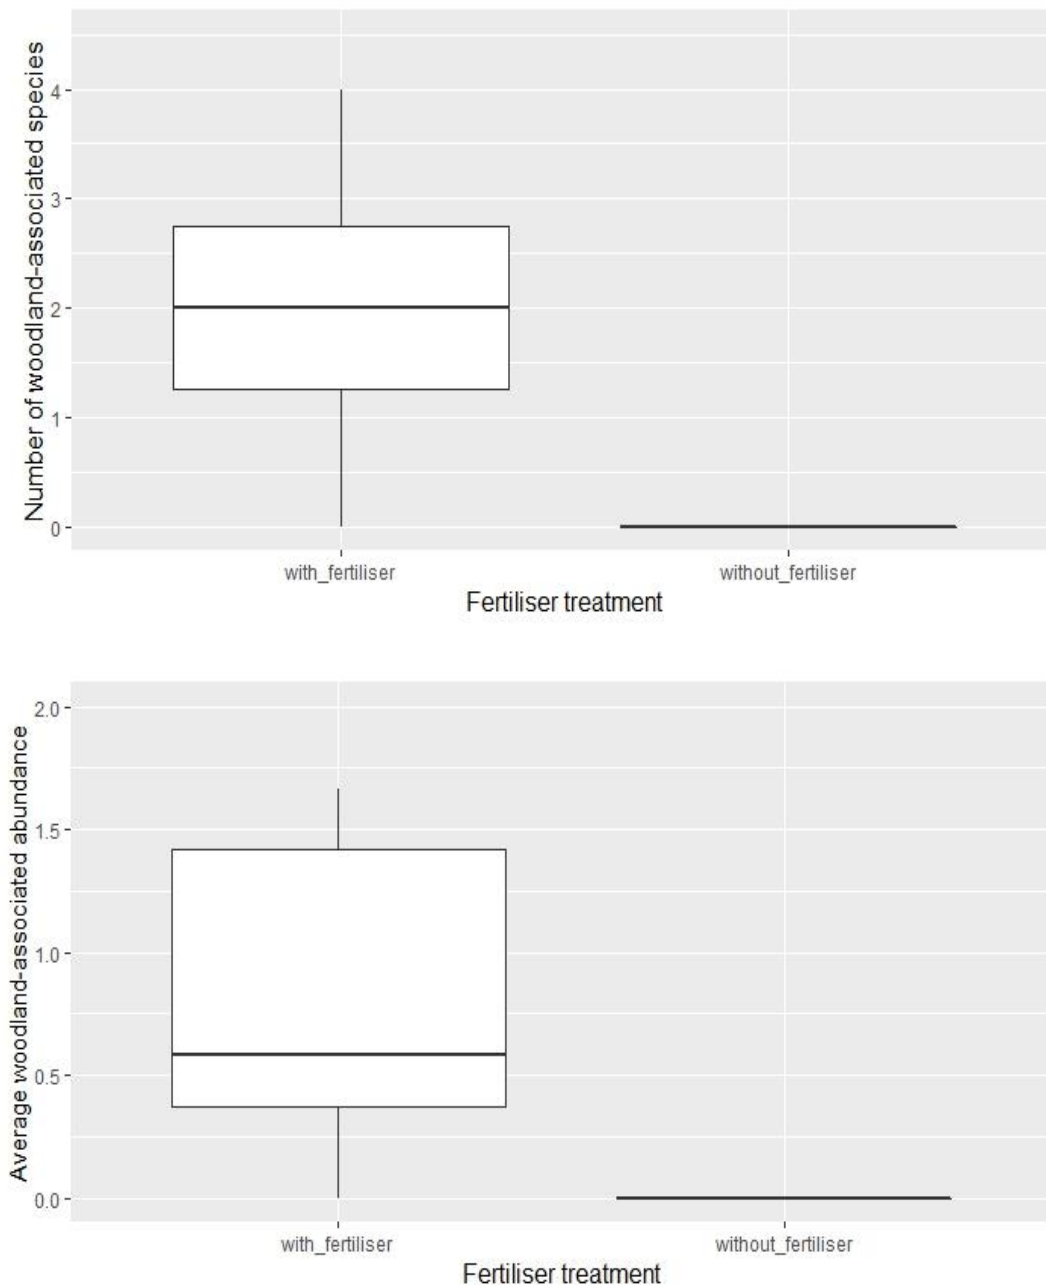 Number of woodland-associated species
4
3
2
1
0
with_fertiliser without_fertiliser
Fertiliser treatment
Average woodland-associated abundance
2.0
1.5
1.0
0.5
0.0
with_fertiliser without_fertiliser
Fertiliser treatment